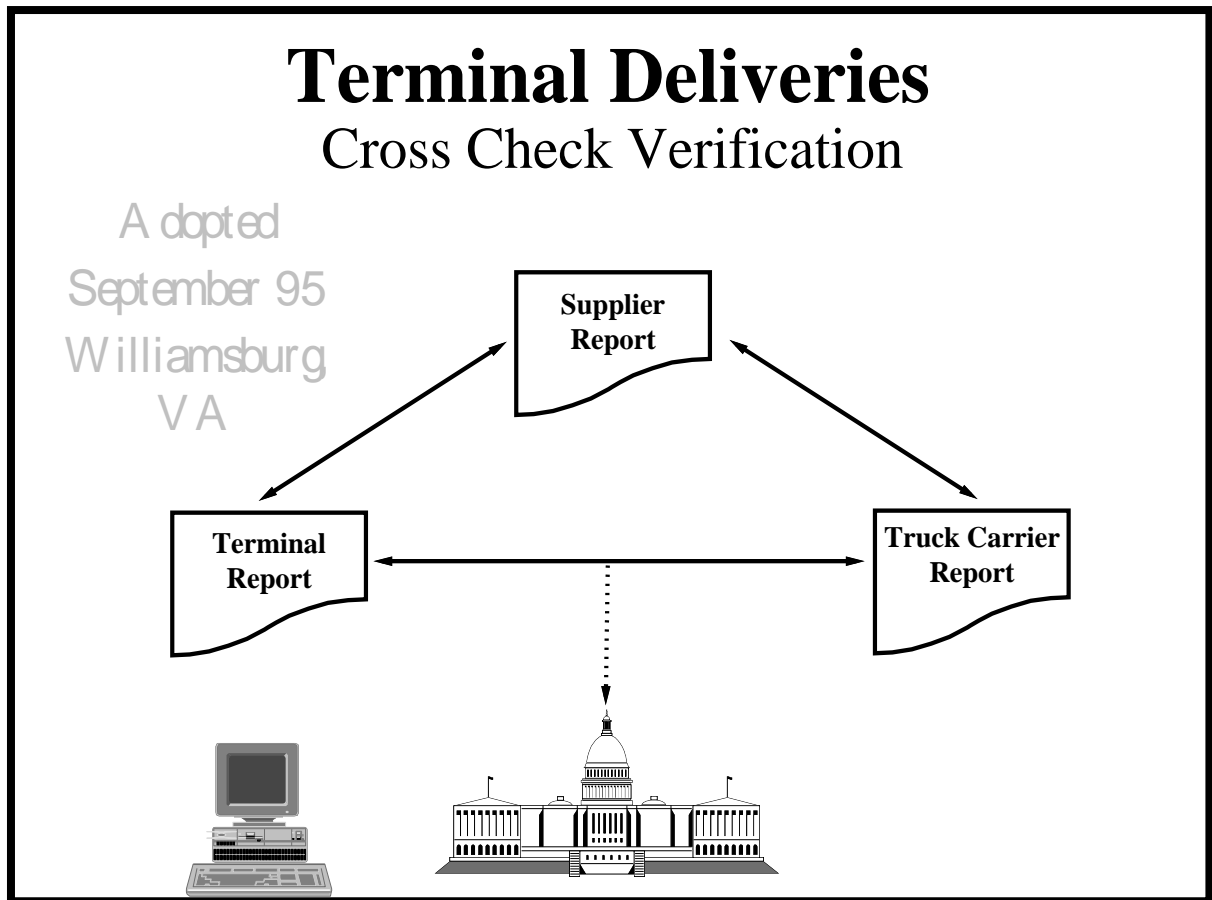 Terminal Deliveries
Cross Check Verification
Adopted
September 95
Williamsburg,
VA
Supplier
Report
Terminal
Report
Truck Carrier
Report